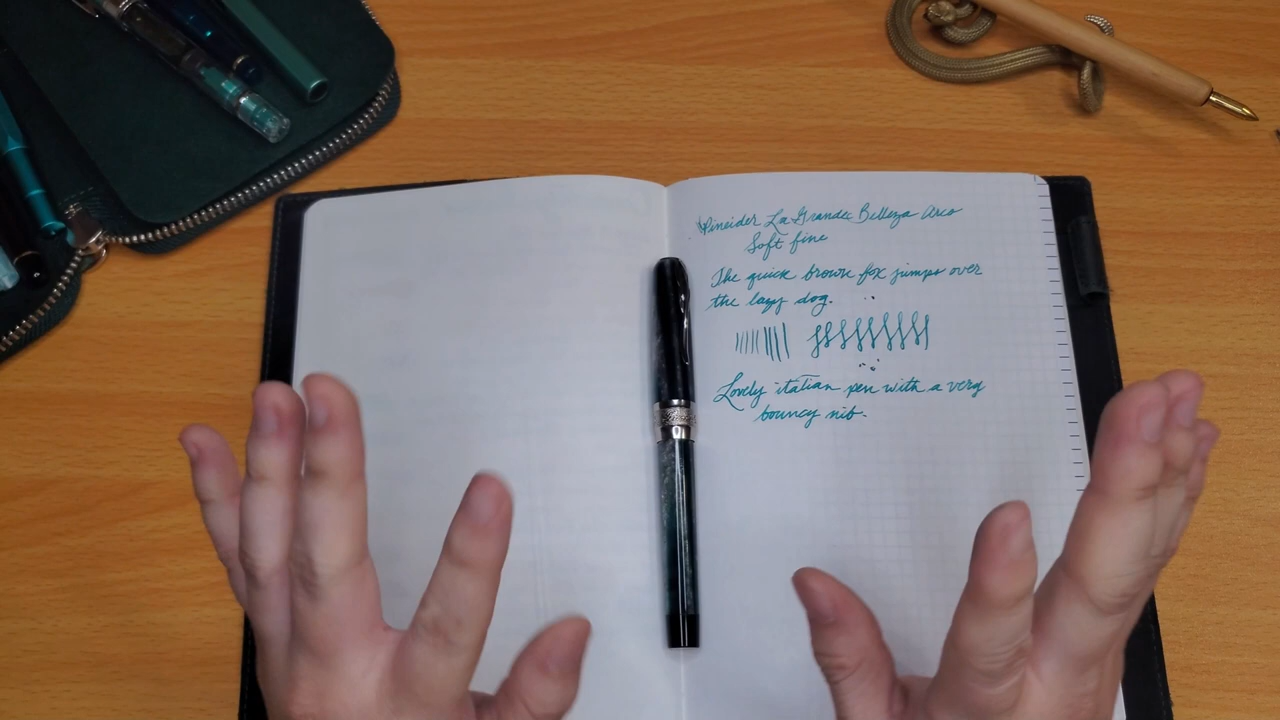 Pineider La Grande Belleza Arco
Soft fine
The quick brown fox jumps over
the lazy dog.
Lovely italian pen with a very
bouncy nib.